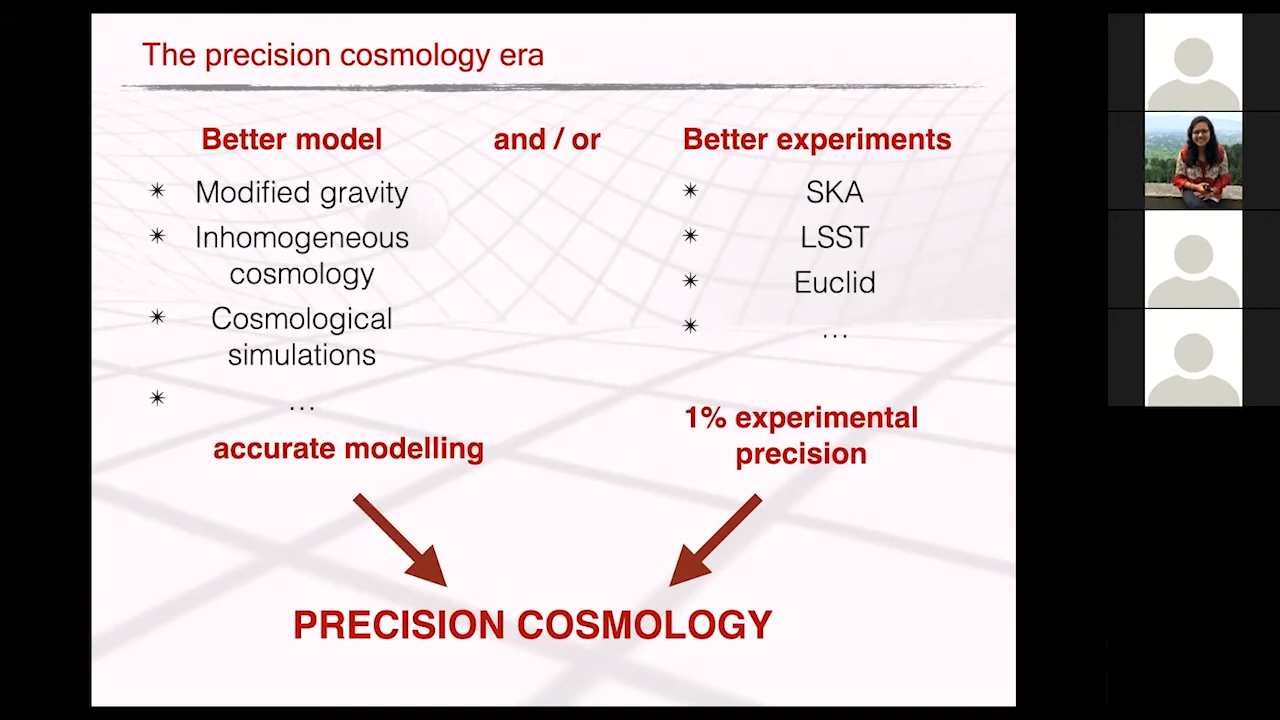 The precision cosmology era
Better model
and / or
Better experiments
✴ Modified gravity
✴ Inhomogeneous
cosmology
✴ Cosmological
simulations
✴ ...
accurate modelling
✴ SKA
✴ LSST
✴ Euclid
✴ ...
1% experimental
precision
PRECISION COSMOLOGY